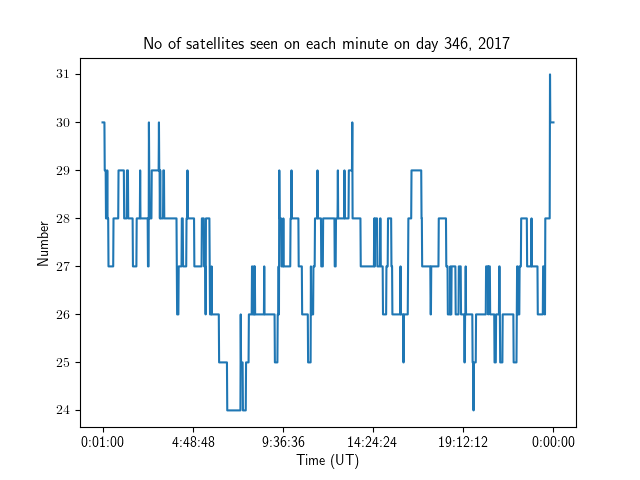 No of satellites seen on each minute on day 346, 2017
31
30
29
28
27
26
25
24
Number
0:01:00 4:48:48 9:36:36 14:24:24 19:12:12 0:00:00
Time (UT)